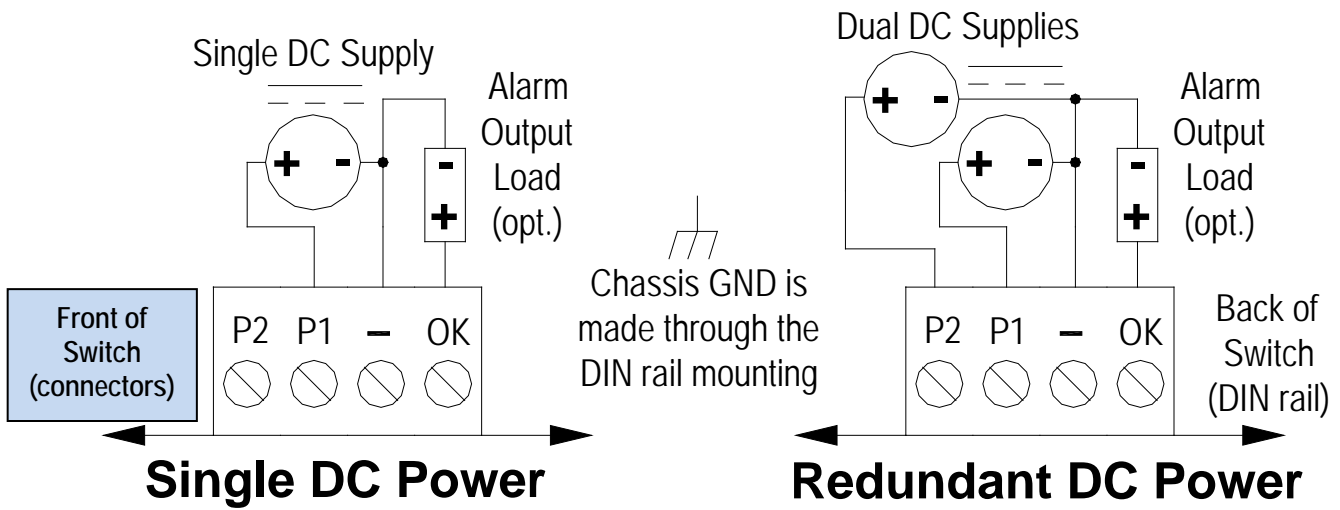 Single DC Supply
+ -
Alarm
Output
Load
(opt.)
-
+
P2 P1 – OK
Front of
Switch
(connectors)
Single DC Power
Chassis GND is
made through the
DIN rail mounting
Dual DC Supplies
+ -
+ -
Alarm
Output
Load
(opt.)
-
+
P2 P1 – OK
Back of
Switch
(DIN rail)
Redundant DC Power